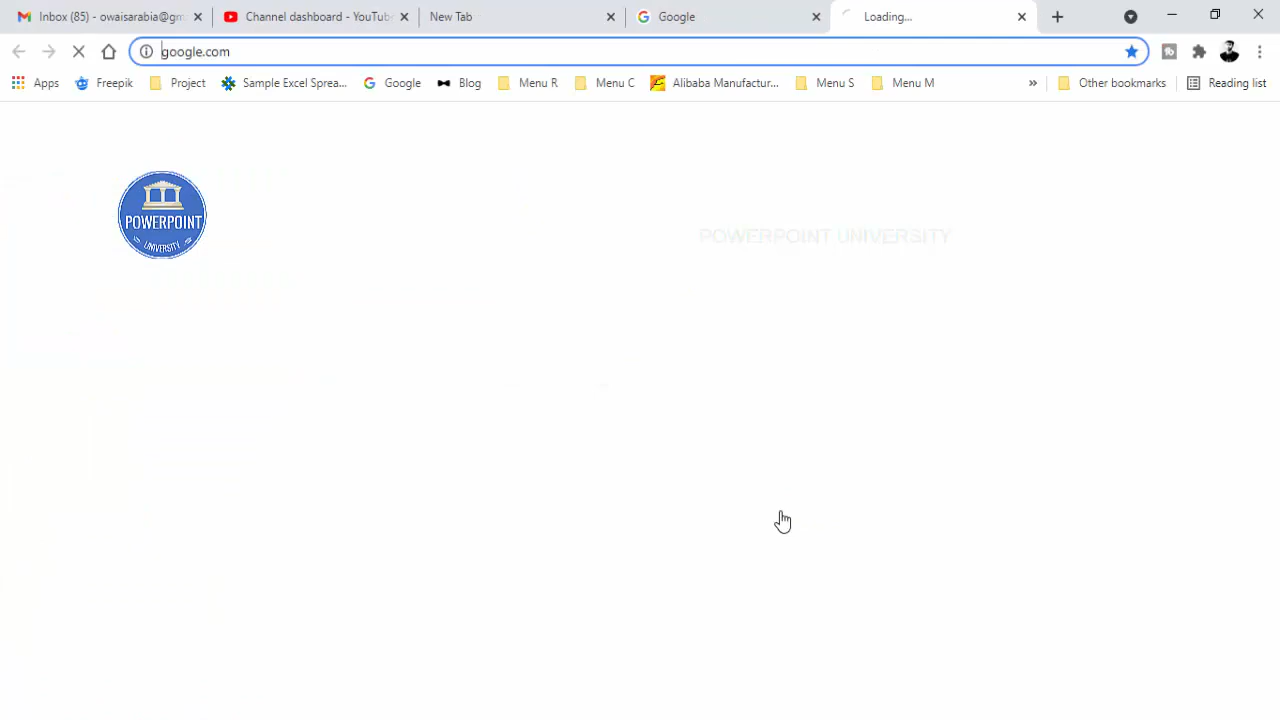 Inbox (85) - owaisarabia@gm
Channel dashboard - YouTube
New Tab
Google
Loading...
google.com
Apps
Freepik
Project
Sample Excel Sprea...
Google
Blog
Menu R
Menu C
Alibaba Manufactur...
Menu S
Menu M
»
Other bookmarks
Reading list
POWERPOINT
UNIVERSITY
POWERPOINT UNIVERSITY